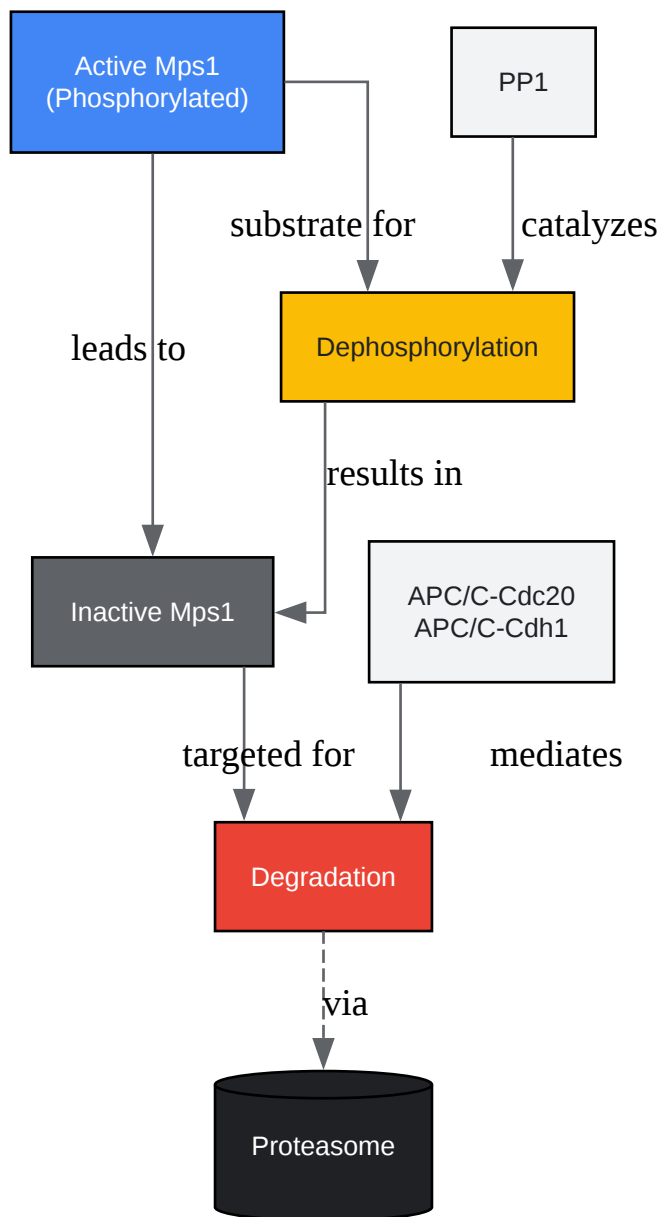 Active Mps1
(Phosphorylated)
PP1
substrate for
catalyzes
Dephosphorylation
leads to
results in
Inactive Mps1
APC/C-Cdc20
APC/C-Cdh1
targeted for
mediates
Degradation
via
Proteasome